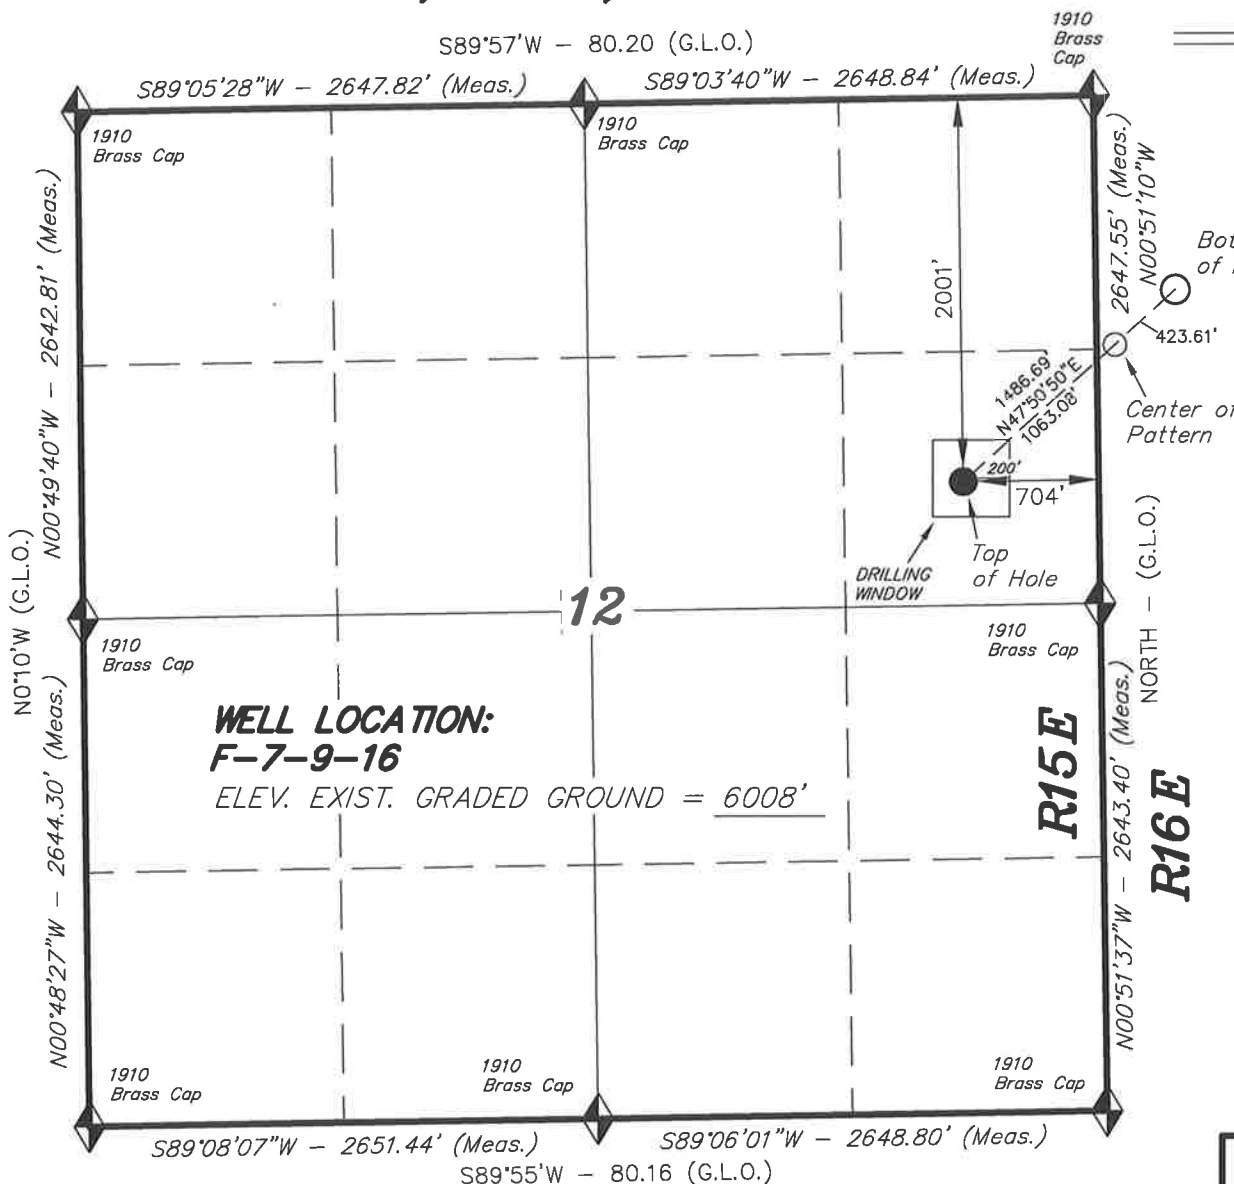 S89°57'W – 80.20 (G.L.O.)
1910
Brass
Cap
S89°05'28"W – 2647.82' (Meas.)
S89°03'40"W – 2648.84' (Meas.)
1910
Brass Cap
1910
Brass Cap
N00°49'40"W – 2642.81' (Meas.)
2647.55' (Meas.)
N00°51'10"W
2001'
of
423.61'
1486.69'
N47°50'50"E
1063.08'
Center of
Pattern
200'
704'
Top
of Hole
DRILLING
WINDOW
N0°10'W (G.L.O.)
NORTH – (G.L.O.)
12
1910
Brass Cap
1910
Brass Cap
WELL LOCATION:
F–7–9–16
ELEV. EXIST. GRADED GROUND = 6008'
R15E
R16E
N00°48'27"W – 2644.30' (Meas.)
N00°51'37"W – 2643.40' (Meas.)
1910
Brass Cap
1910
Brass Cap
1910
Brass Cap
S89°08'07"W – 2651.44' (Meas.)
S89°06'01"W – 2648.80' (Meas.)
S89°55'W – 80.16 (G.L.O.)